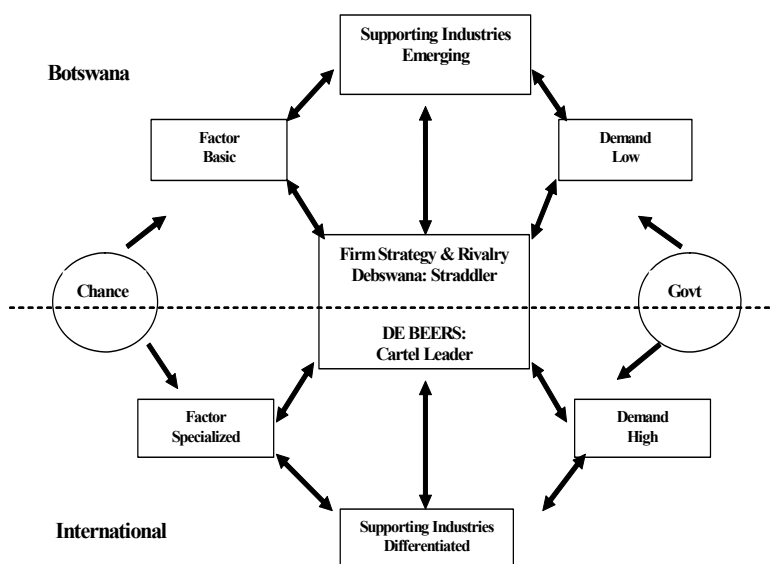 Supporting Industries
Emerging
Botswana
Factor
Basic
Demand
Low
Firm Strategy & Rivalry
Debswana: Straddler
Chance
Govt
DE BEERS:
Cartel Leader
Factor
Specialized
Demand
High
Supporting Industries
Differentiated
International